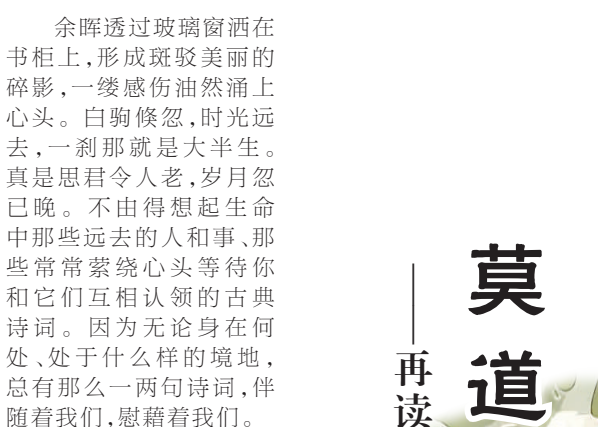 余晖透过玻璃窗洒在
书柜上,形成斑驳美丽的
碎影,一缕感伤油然涌上
心头。白驹倏忽,时光远
去,一刹那就是大半生。
真是思君令人老,岁月忽
已晚。不由得想起生命
中那些远去的人和事、那
些常常萦绕心头等待你
和它们互相认领的古典
诗词。因为无论身在何
处、处于什么样的境地,
总有那么一两句诗词,伴
随着我们,慰藉着我们。
莫道
——再读